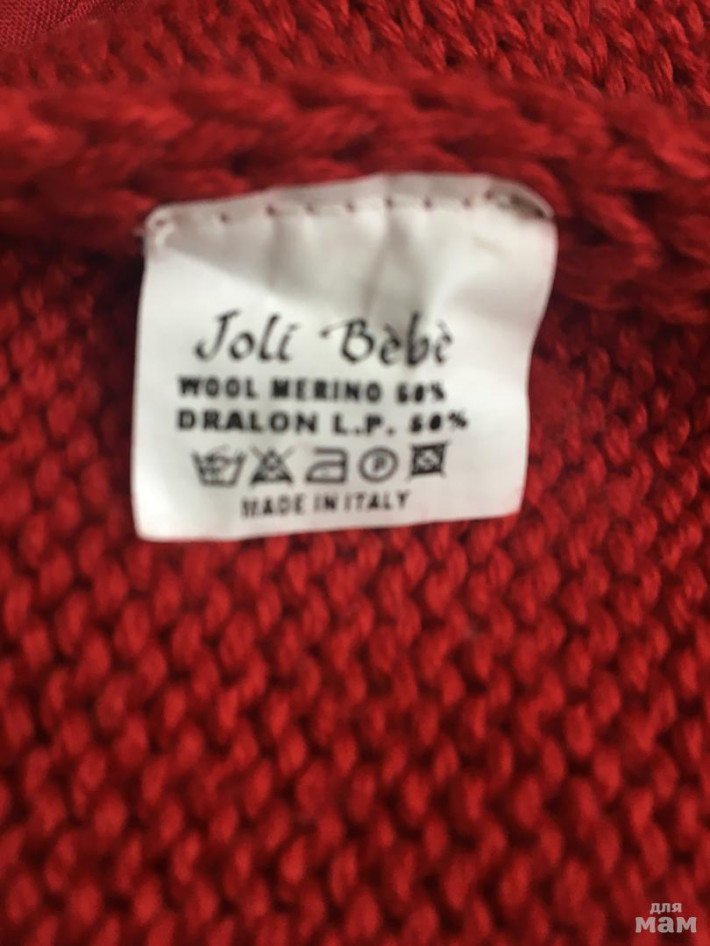 Joli Bèbè
WOOL MERINO 50%
DRALON L.P. 50%
P
MADE IN ITALY
для
мам